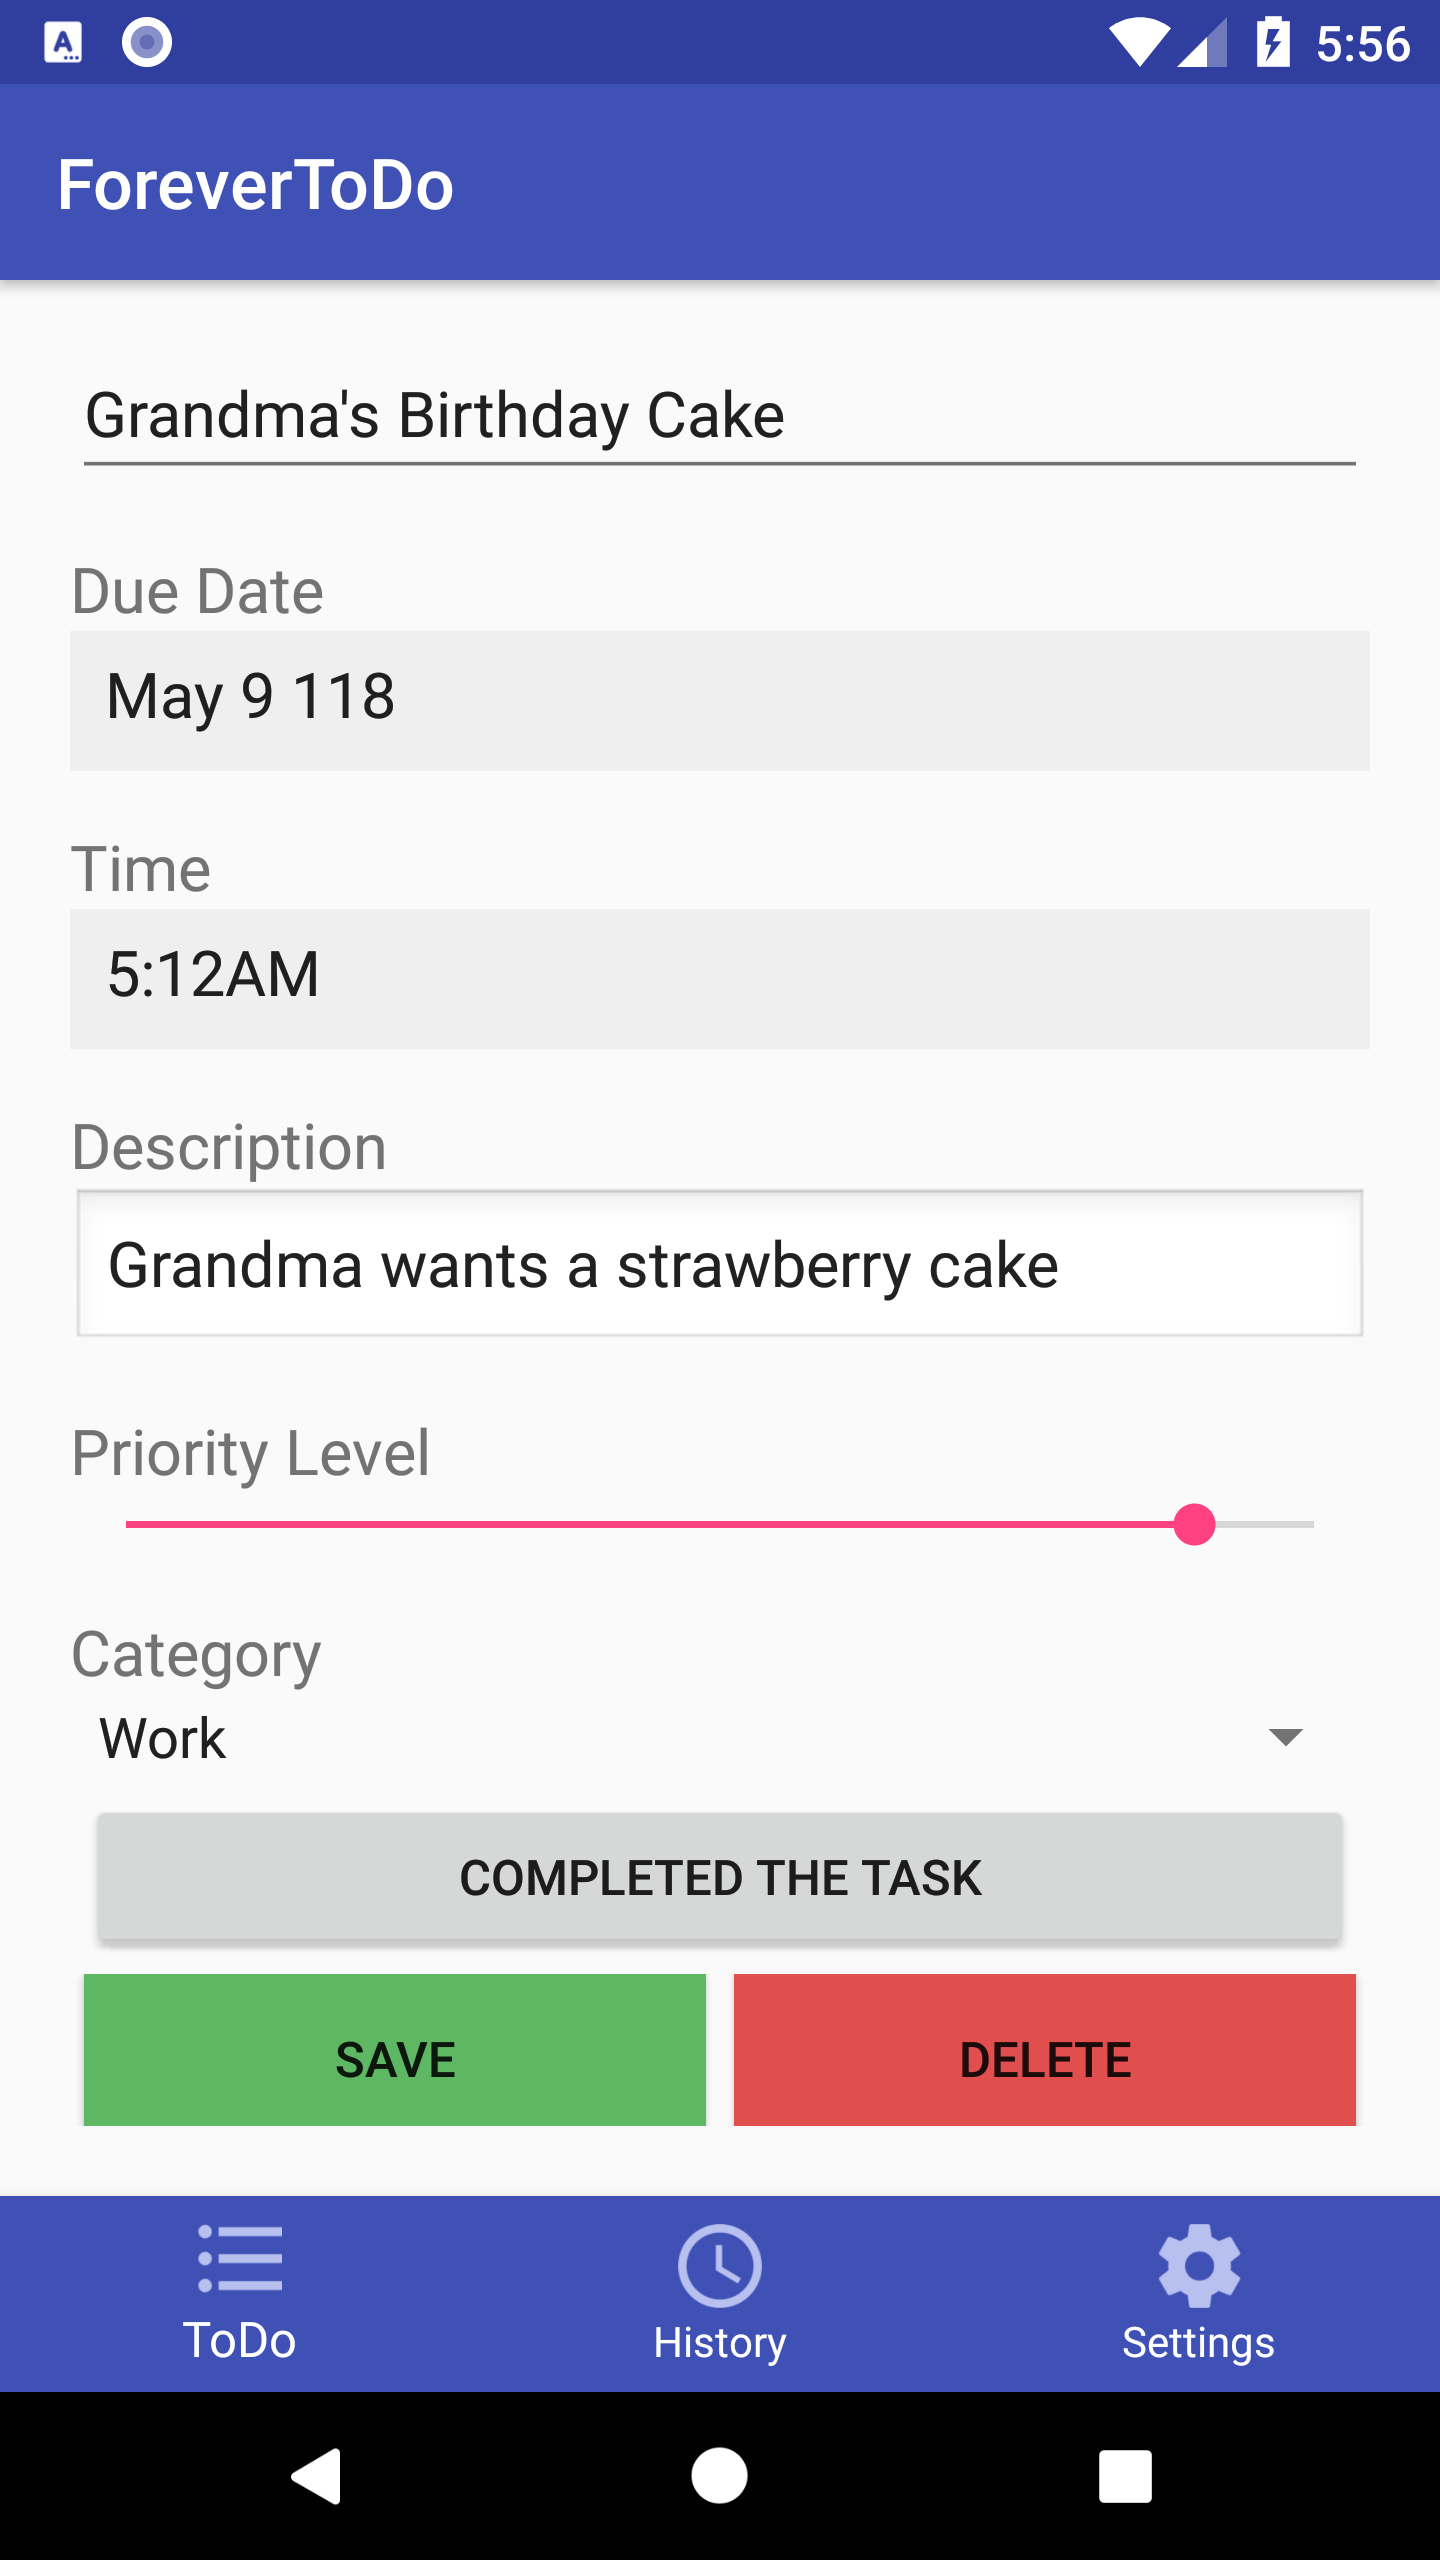 5:56
ForeverToDo
Grandma's Birthday Cake
Due Date
May 9 118
Time
5:12AM
Description
Grandma wants a strawberry cake
Priority Level
Category
Work
COMPLETED THE TASK
SAVE DELETE
ToDo History Settings